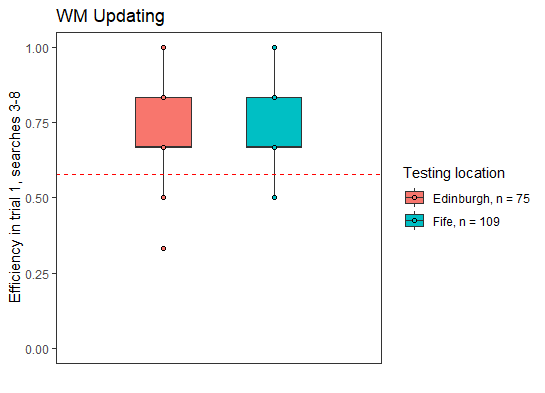 WM Updating
Efficiency in trial 1, searches 3-8
1.00
0.75
0.50
0.25
0.00
Testing location
Edinburgh, n = 75
Fife, n = 109